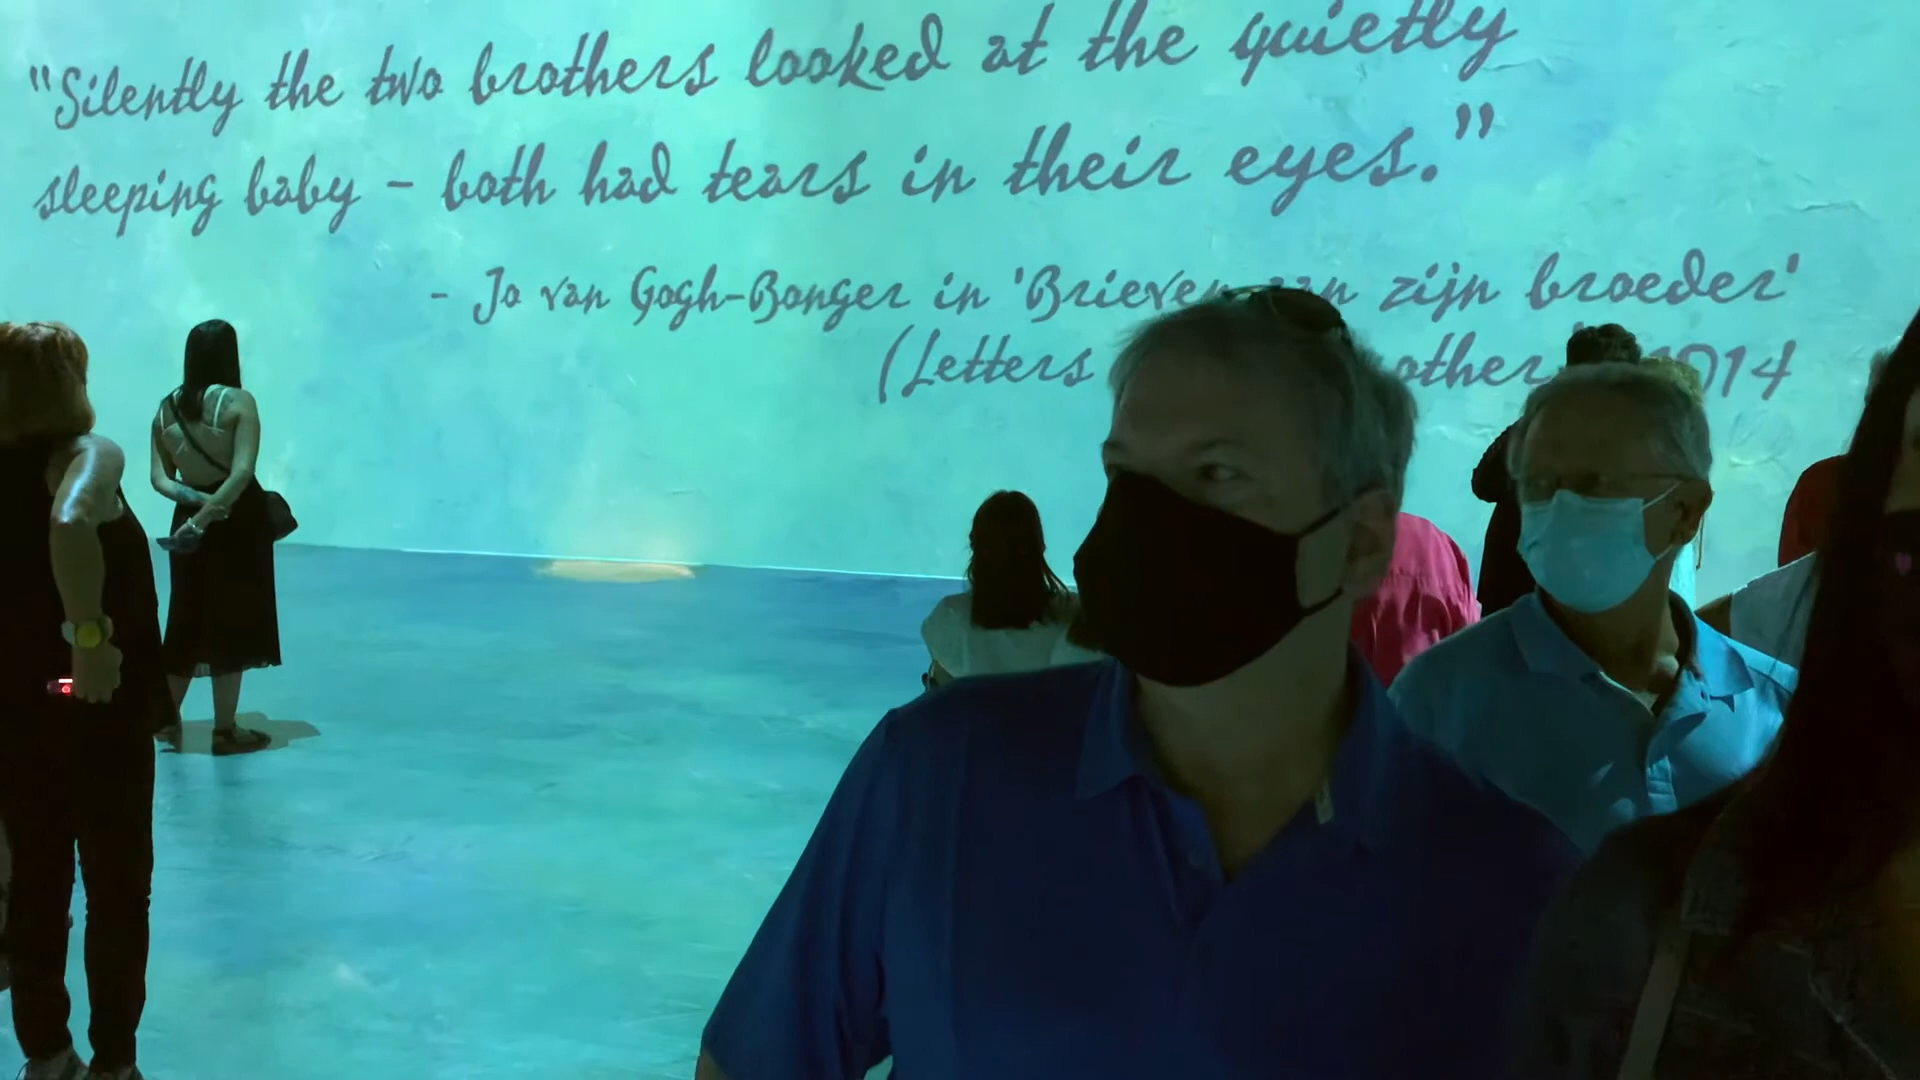 "Silently the two brothers looked at the quietly
sleeping baby - both had tears in their eyes."
- Jo van Gogh-Bonger in 'Brieven zijn broeder'
(Letters 1914